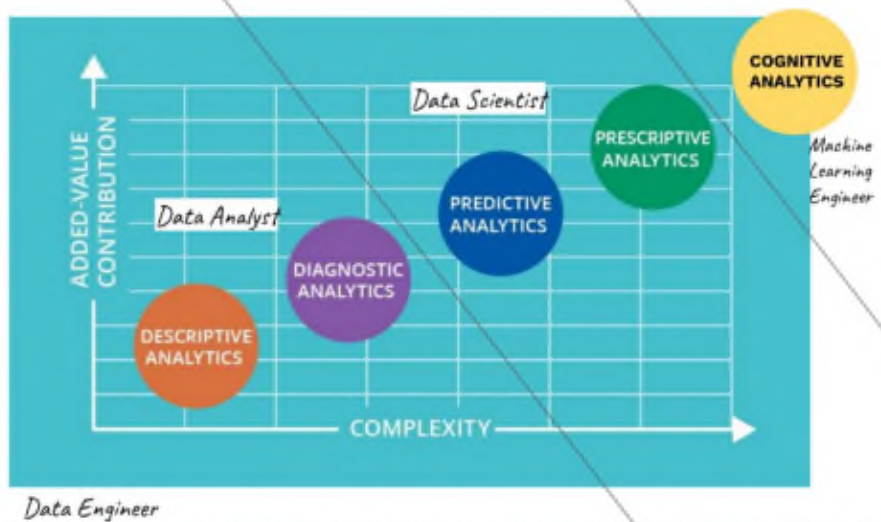 COGNITIVE
ANALYTICS
Data Scientist
PRESCRIPTIVE
ANALYTICS
Machine
Learning
Engineer
ADDED-VALUE
CONTRIBUTION
Data Analyst
PREDICTIVE
ANALYTICS
DIAGNOSTIC
ANALYTICS
DESCRIPTIVE
ANALYTICS
COMPLEXITY
Data Engineer